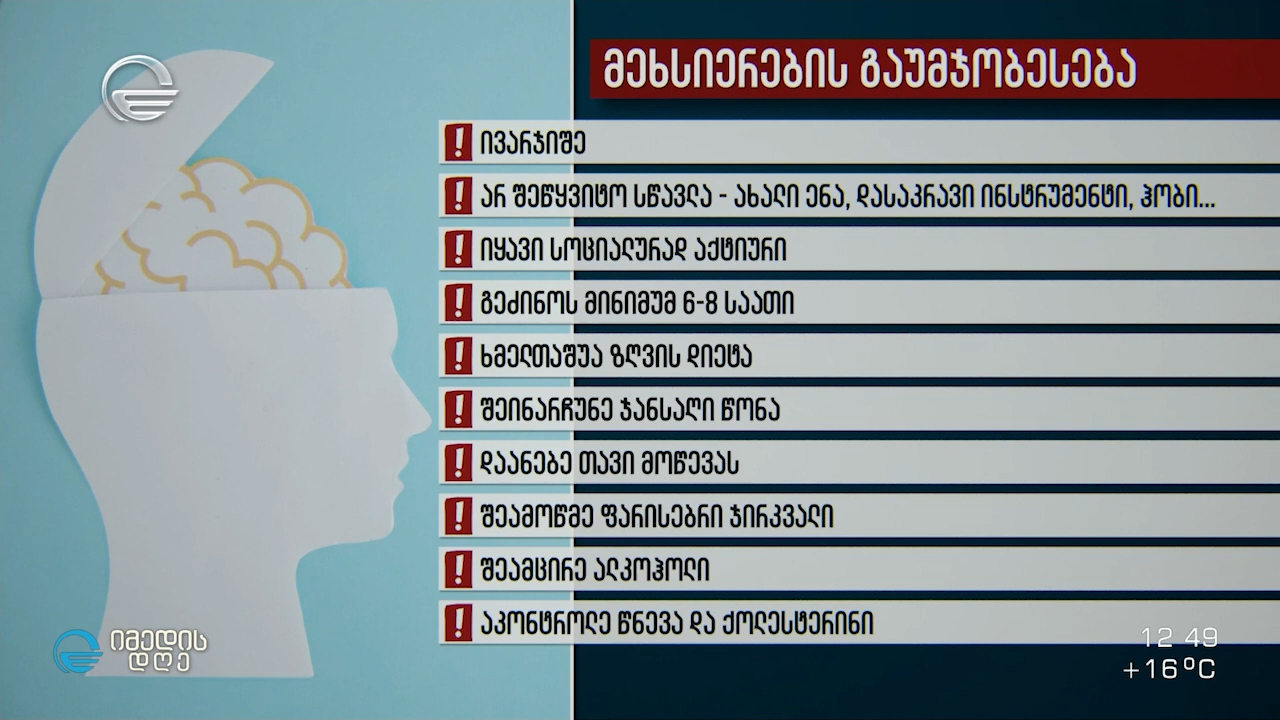 მეხსიერების გაუმჯობესება
ივარჯიშე
არ შეწყვიტო სწავლა - ახალი ენა, დასაკრავი ინსტრუმენტი, ჰობი...
იყავი სოციალურად აქტიური
გეძინოს მინიმუმ 6-8 საათი
ხმელთაშუა ზღვის დიეტა
შეინარჩუნე ჯანსაღი წონა
დაანებე თავი მოწევას
შეამოწმე ფარისებრი ჯირკვალი
შეამცირე ალკოჰოლი
აკონტროლე წნევა და ქოლესტერინი
იმედის
დღე
12 49
+16°C